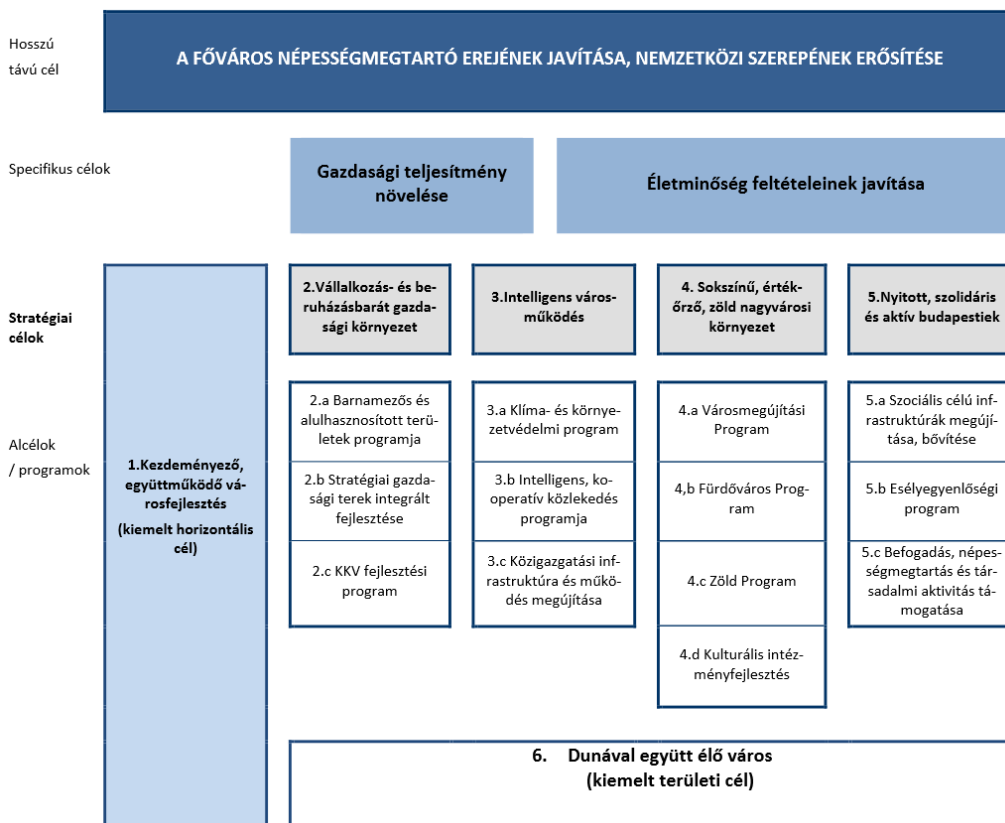 Hosszú
távú cél
A FŐVÁROS NÉPESSÉGMEGTARTÓ EREJÉNEK JAVÍTÁSA, NEMZETKÖZI SZEREPÉNEK ERŐSÍTÉSE
Specifikus célok
Gazdasági teljesítmény
növelése
Életminőség feltételeinek javítása
Stratégiai
célok
2.Vállalkozás- és be-
ruházásbarát gazda-
sági környezet
3.Intelligens város-
működés
4. Sokszínű, érték-
őrző, zöld nagyvárosi
környezet
5.Nyitott, szolidáris
és aktív budapestiek
Alcélok
/ programok
1.Kezdeményező,
együttműködő vá-
rosfejlesztés
(kiemelt horizontális
cél)
2.a Barnamezős és
alulhasznosított terü-
letek programja
2.b Stratégiai gazda-
sági terek integrált
fejlesztése
2.c KKV fejlesztési
program
3.a Klíma- és környe-
ezetvédelmi program
3.b Intelligens, ko-
operatív közlekedés
programja
3.c Közigazgatási inf-
rastruktúra és műkö-
dés megújítása
4.a Városmegújítási
Program
4,b Fürdőváros Prog-
ram
4.c Zöld Program
4.d Kulturális intéz-
ményfejlesztés
5.a Szociális célú inf-
rastruktúrák megújí-
tása, bővítése
5.b Esélyegyenlőségi
program
5.c Befogadás, népes-
ségmegtartás és tár-
sadalmi aktivitás tá-
mogatása
6. Dunával együtt élő város
(kiemelt területi cél)